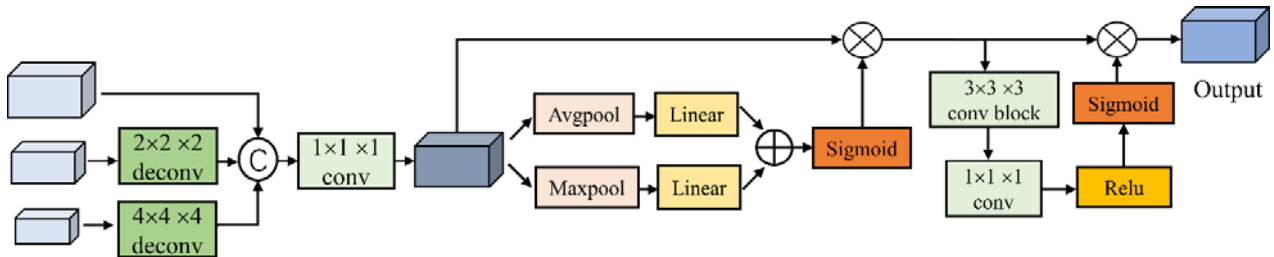 2×2 ×2
deconv
4×4 ×4
deconv
C
1×1 ×1
conv
Avgpool
Linear
Maxpool
Linear
Sigmoid
3×3 ×3
conv block
1×1 ×1
conv
Relu
Sigmoid
Output